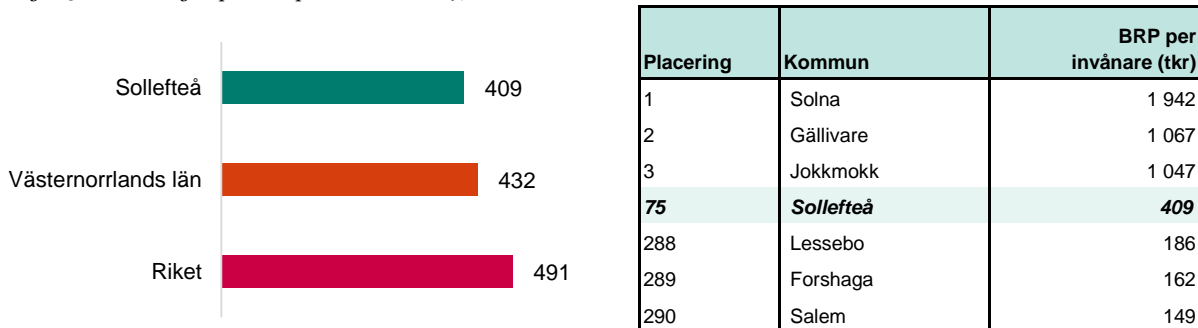 Sollefteå 409
Västernorrlands län 432
Riket 491
Placering Kommun BRP per invånare (tkr)
1 Solna 1 942
2 Gällivare 1 067
3 Jokkmokk 1 047
75 Sollefteå 409
288 Lessebo 186
289 Forshaga 162
290 Salem 149